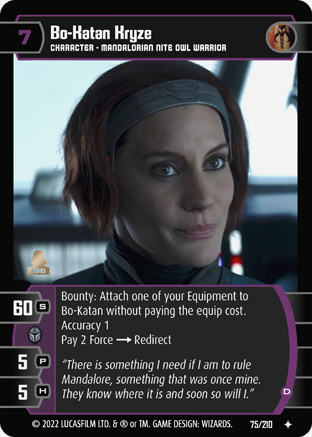 7 Bo-Katan Kryze
CHARACTER - MANDALORIAN NITE OWL WARRIOR
60 S
Bounty: Attach one of your Equipment to
Bo-Katan without paying the equip cost.
Accuracy 1
Pay 2 Force → Redirect
5 P
5 H
“There is something I need if I am to rule
Mandalore, something that was once mine.
They know where it is and soon so will I.”
D
© 2022 LUCASFILM LTD. & ® or TM. GAME DESIGN: WIZARDS.
75/210